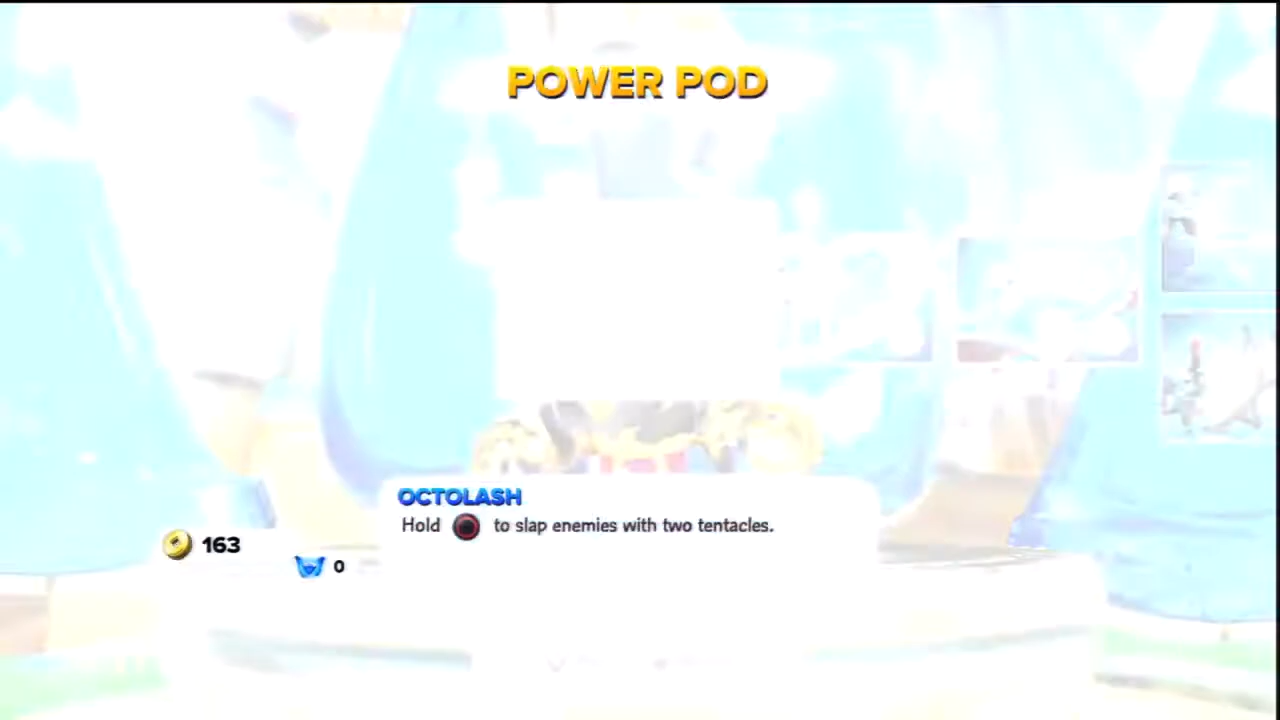 POWER POD
OCTOLASH
Hold to slap enemies with two tentacles.
163
0